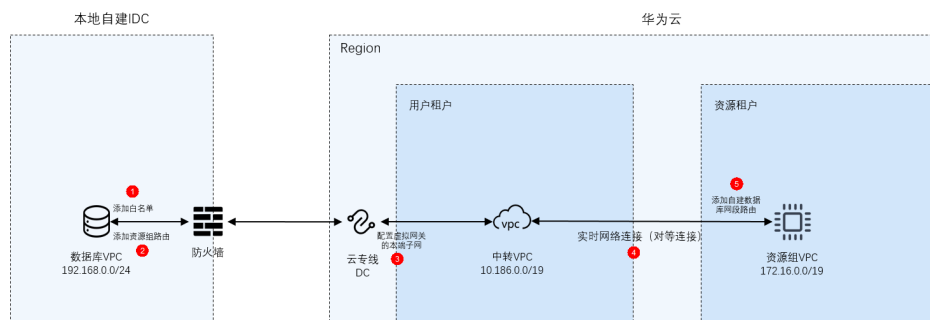 本地自建IDC
华为云
Region
用户租户
资源租户
1
添加白名单
添加资源组路由
2
数据库VPC
192.168.0.0/24
防火墙
云专线
DC
配置虚拟网关
的本端子网
3
vpc
中转VPC
10.186.0.0/19
实时网络连接（对等连接）
4
5
添加自建数据
库网段路由
资源组VPC
172.16.0.0/19